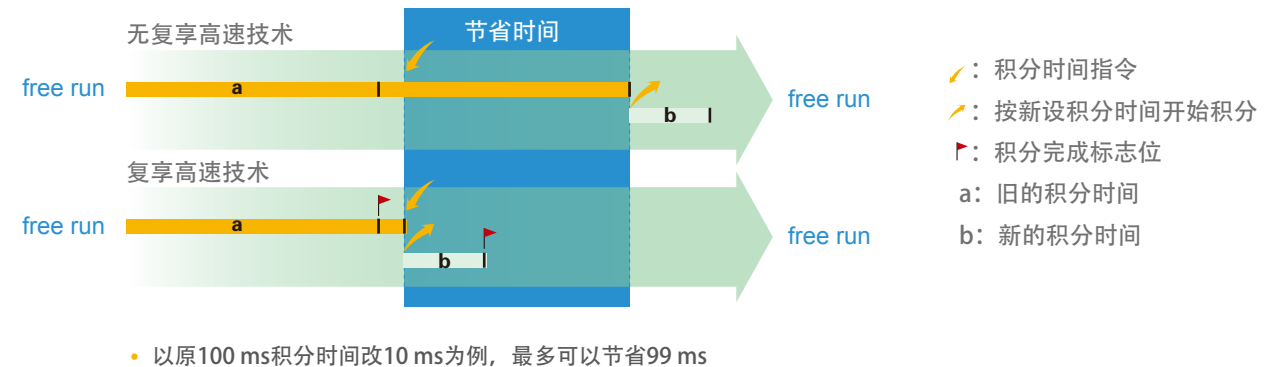 无复享高速技术
节省时间
free run
a
b
free run
复享高速技术
free run
a
b
free run
：积分时间指令
：按新设积分时间开始积分
：积分完成标志位
a：旧的积分时间
b：新的积分时间
• 以原100 ms积分时间改10 ms为例，最多可以节省99 ms